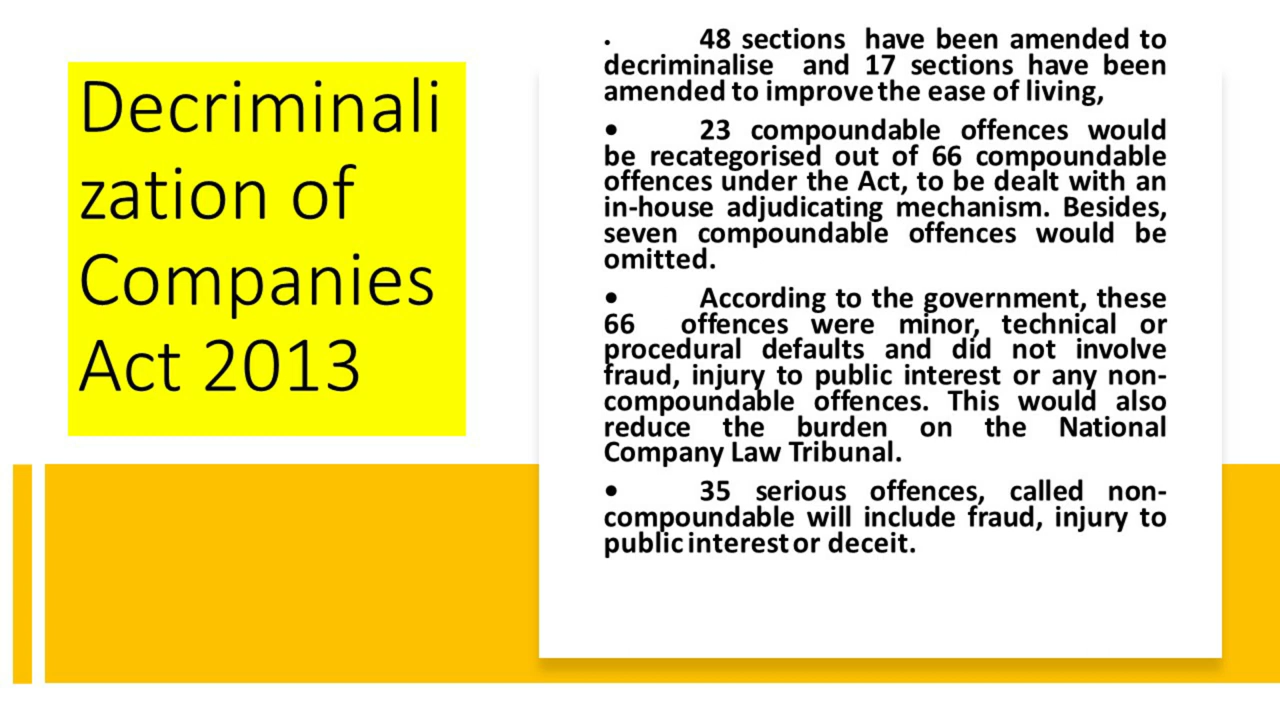 Decriminali
zation of
Companies
Act 2013
• 48 sections have been amended to
decriminalise and 17 sections have been
amended to improve the ease of living,
• 23 compoundable offences would
be recategorised out of 66 compoundable
offences under the Act, to be dealt with an
in-house adjudicating mechanism. Besides,
seven compoundable offences would be
omitted.
• According to the government, these
66 offences were minor, technical or
procedural defaults and did not involve
fraud, injury to public interest or any non-
compoundable offences. This would also
reduce the burden on the National
Company Law Tribunal.
• 35 serious offences, called non-
compoundable will include fraud, injury to
public interest or deceit.